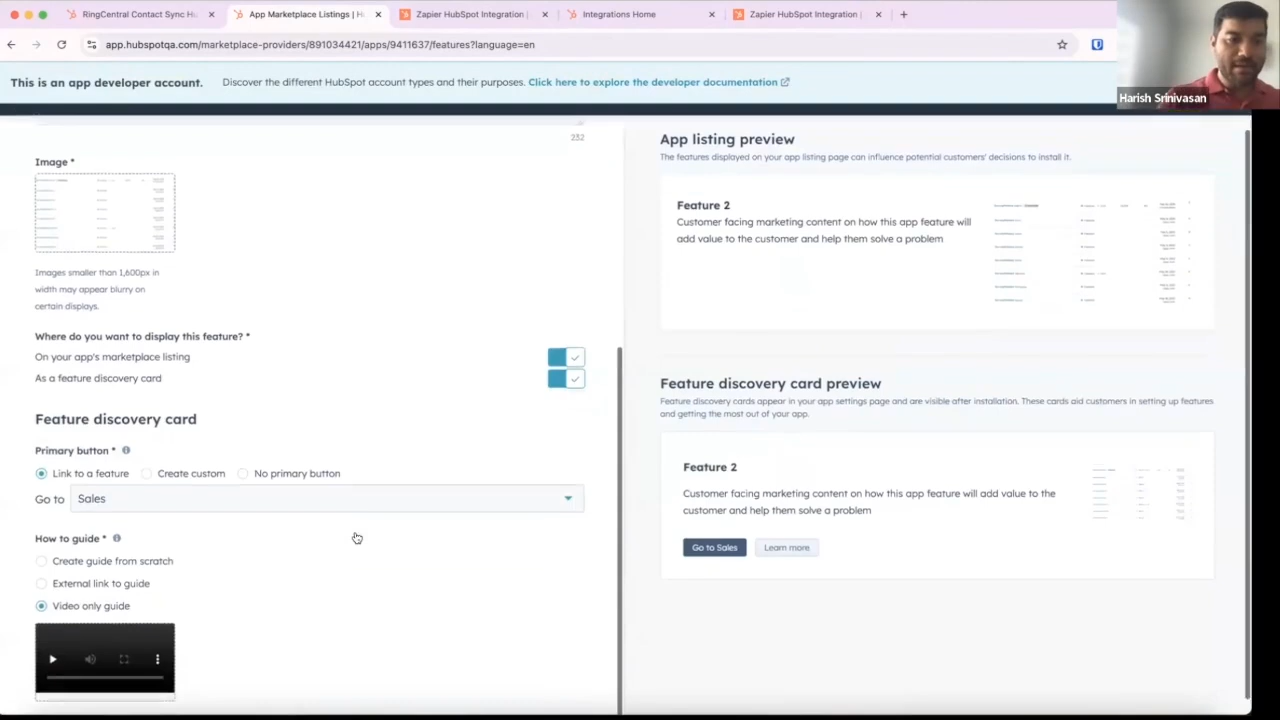 RingCentral Contact Sync Hu
App Marketplace Listings | H
Zapier HubSpot Integration |
Integrations Home
Zapier HubSpot Integration |
app.hubspotqa.com/marketplace-providers/891034421/apps/9411637/features?language=en
Harish Srinivasan
This is an app developer account.
Discover the different HubSpot account types and their purposes. Click here to explore the developer documentation
232
Image *
Images smaller than 1,600px in
width may appear blurry on
certain displays.
Where do you want to display this feature? *
On your app's marketplace listing
As a feature discovery card
Feature discovery card
Primary button *
Link to a feature
Create custom
No primary button
Go to
Sales
How to guide *
Create guide from scratch
External link to guide
Video only guide
App listing preview
The features displayed on your app listing page can influence potential customers' decisions to install it.
Feature 2
Customer facing marketing content on how this app feature will
add value to the customer and help them solve a problem
Feature discovery card preview
Feature discovery cards appear in your app settings page and are visible after installation. These cards aid customers in setting up features
and getting the most out of your app.
Feature 2
Customer facing marketing content on how this app feature will add value to the
customer and help them solve a problem
Go to Sales
Learn more